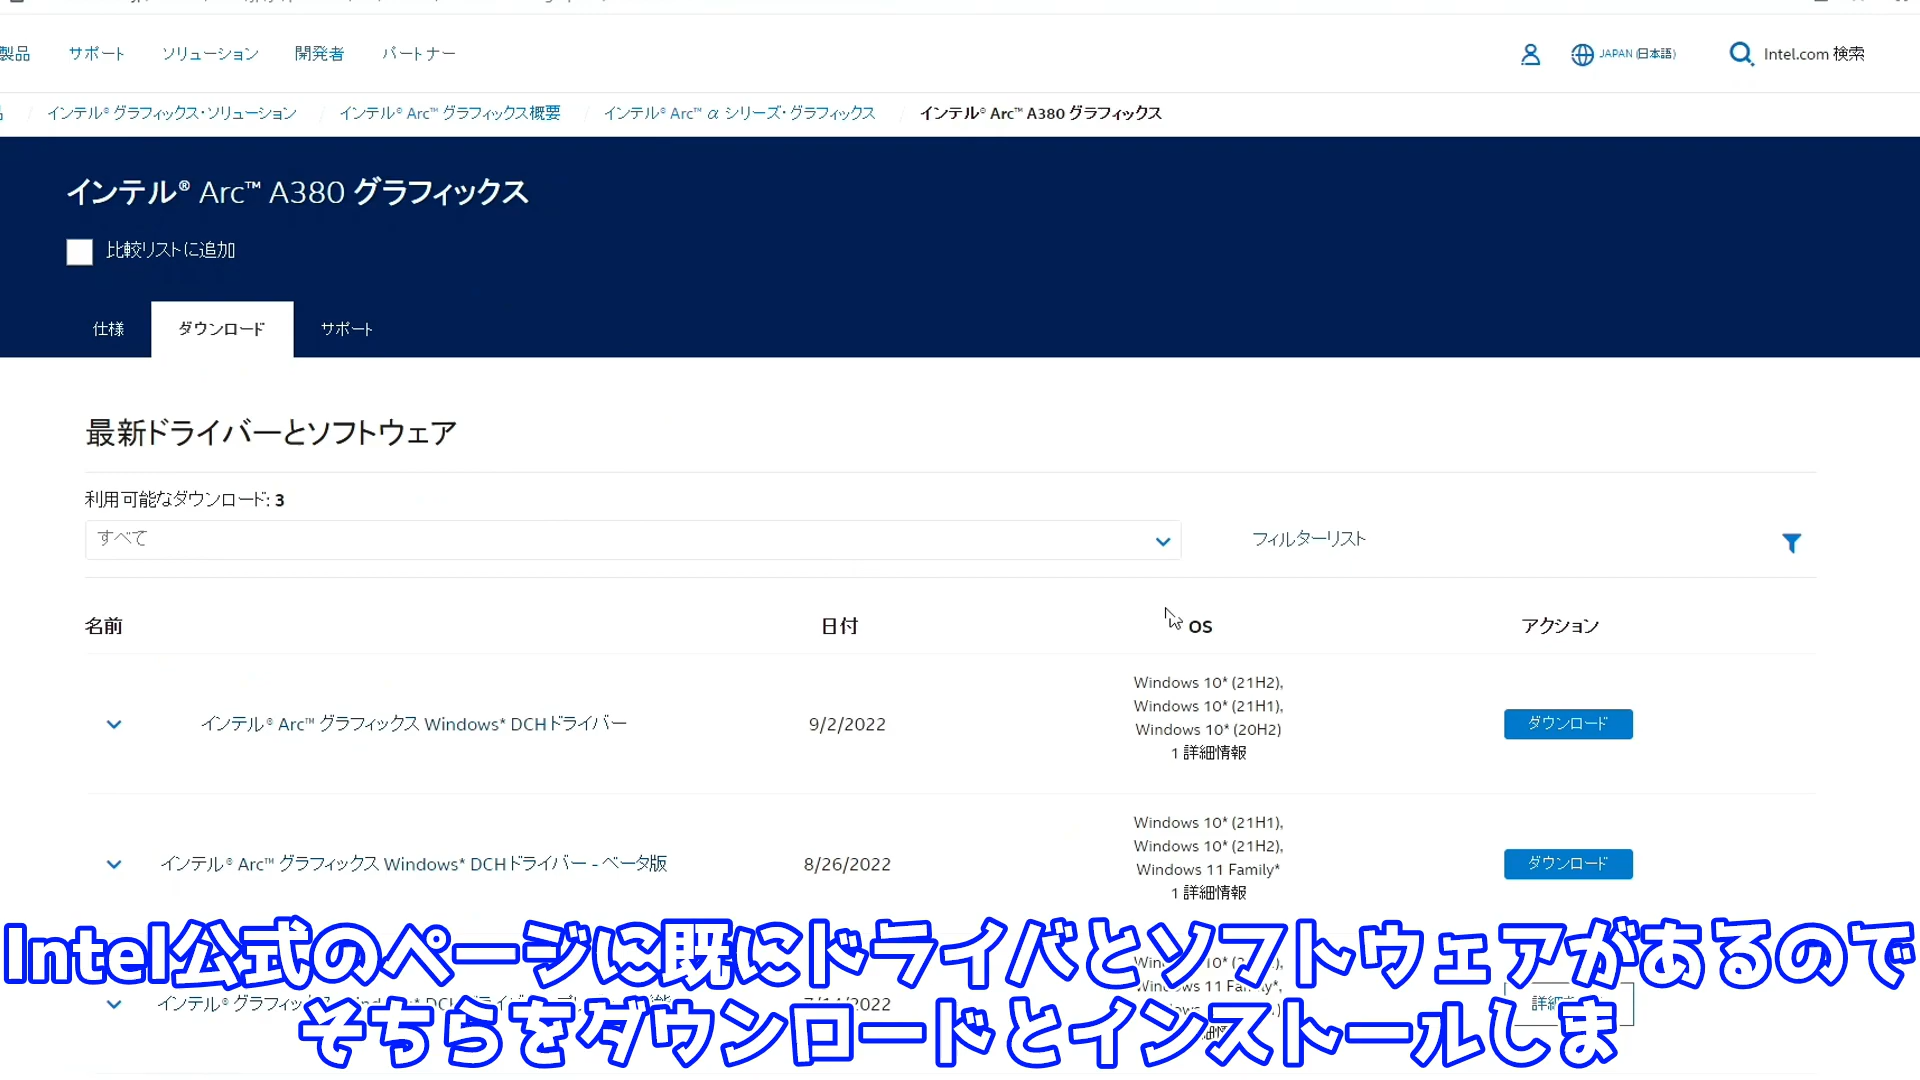 製品 サポート ソリューション 開発者 パートナー JAPAN (日本語) Intel.com 検索
インテル® グラフィックス・ソリューション / インテル® Arc™ グラフィックス概要 / インテル® Arc™ α シリーズ・グラフィックス / インテル® Arc™ A380 グラフィックス
インテル® Arc™ A380 グラフィックス
比較リストに追加
仕様 ダウンロード サポート
最新ドライバーとソフトウェア
利用可能なダウンロード: 3
すべて フィルターリスト
名前 日付 OS アクション
Windows 10* (21H2),
Windows 10* (21H1),
インテル® Arc™ グラフィックス Windows* DCHドライバー 9/2/2022 ダウンロード
Windows 10* (20H2)
1 詳細情報
Windows 10* (21H1),
Windows 10* (21H2),
インテル® Arc™ グラフィックス Windows* DCHドライバー - ベータ版 8/26/2022 ダウンロード
Windows 11 Family*
1 詳細情報
Intel公式のページに既にドライバとソフトウェアがあるので
インテル® グラフィック
そちらをダウンロードとインストールしま